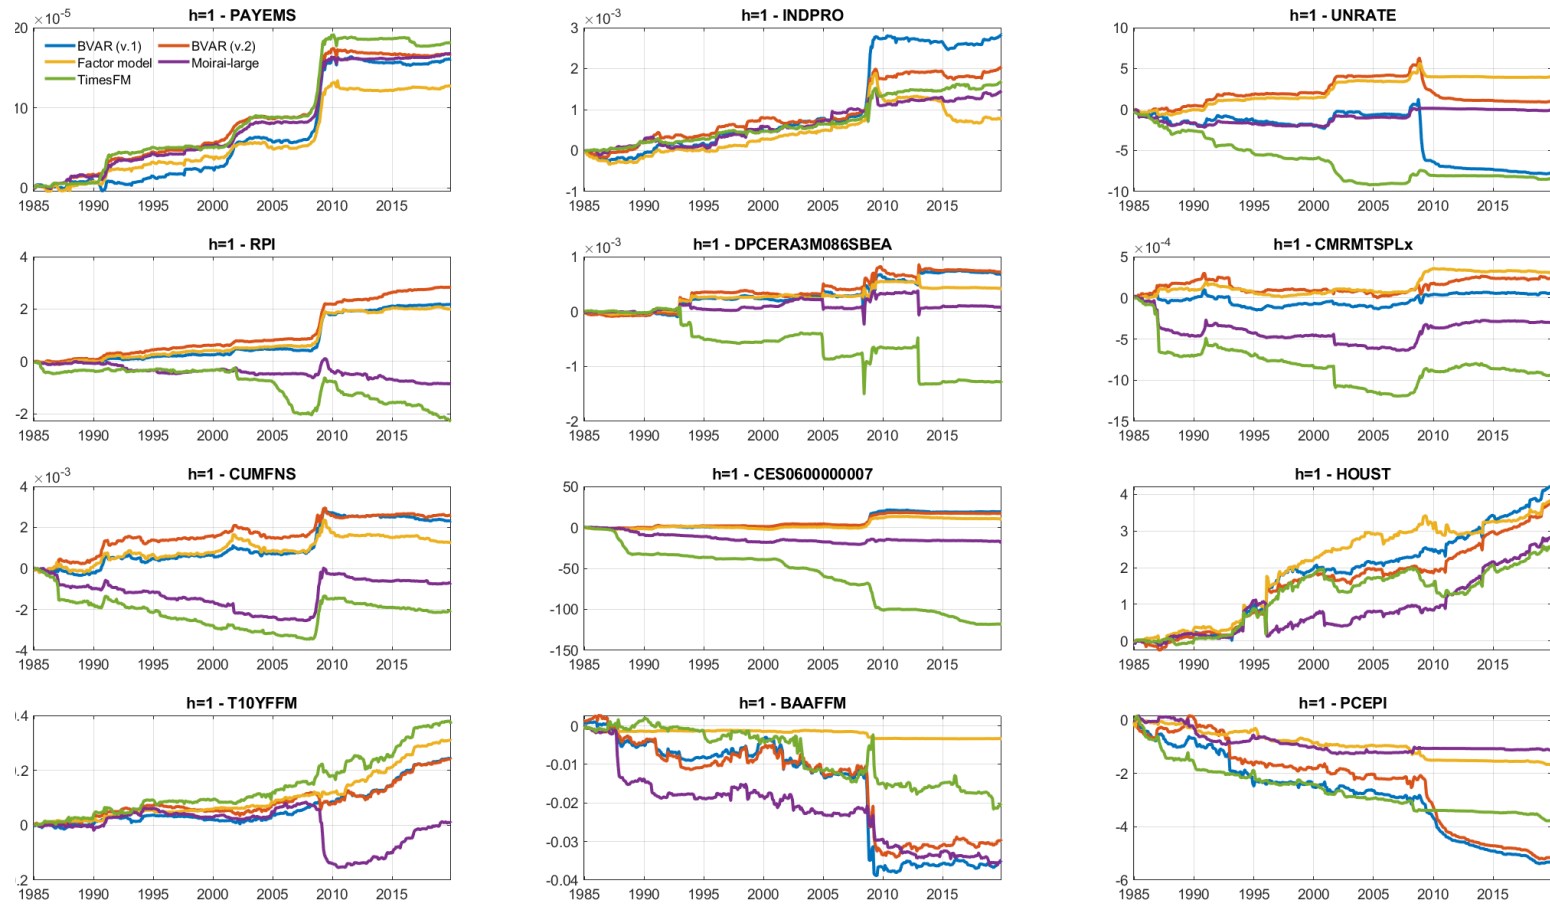 h=1 - PAYEMS
×10-5
20
10
0
BVAR (v.1)
BVAR (v.2)
Factor model
Moirai-large
TimesFM
1985 1990 1995 2000 2005 2010 2015
h=1 - INDPRO
×10-3
3
2
1
0
-1
1985 1990 1995 2000 2005 2010 2015
h=1 - UNRATE
10
5
0
-5
-10
1985 1990 1995 2000 2005 2010 2015
h=1 - RPI
4
2
0
-2
1985 1990 1995 2000 2005 2010 2015
h=1 - DPCERA3M086SBEA
×10-3
1
0
-1
-2
1985 1990 1995 2000 2005 2010 2015
h=1 - CMRMTSPLx
×10-4
5
0
-5
-10
-15
1985 1990 1995 2000 2005 2010 2015
h=1 - CUMFNS
×10-3
4
2
0
-2
-4
1985 1990 1995 2000 2005 2010 2015
h=1 - CES0600000007
50
0
-50
-100
-150
1985 1990 1995 2000 2005 2010 2015
h=1 - HOUST
4
3
2
1
0
1985 1990 1995 2000 2005 2010 2015
h=1 - T10YFFM
.4
.2
0
.2
1985 1990 1995 2000 2005 2010 2015
h=1 - BAAFFM
0
-0.01
-0.02
-0.03
-0.04
1985 1990 1995 2000 2005 2010 2015
h=1 - PCEPI
0
-2
-4
-6
1985 1990 1995 2000 2005 2010 2015